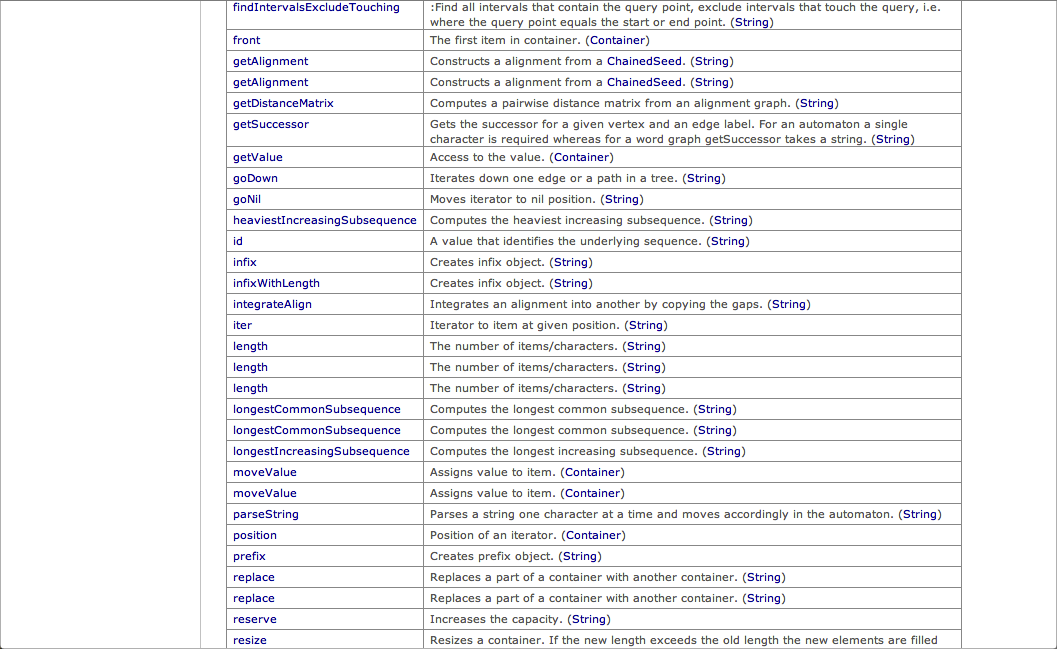 findIntervalsExcludeTouching :Find all intervals that contain the query point, exclude intervals that touch the query, i.e.
where the query point equals the start or end point. (String)
front The first item in container. (Container)
getAlignment Constructs a alignment from a ChainedSeed. (String)
getAlignment Constructs a alignment from a ChainedSeed. (String)
getDistanceMatrix Computes a pairwise distance matrix from an alignment graph. (String)
getSuccessor Gets the successor for a given vertex and an edge label. For an automaton a single
character is required whereas for a word graph getSuccessor takes a string. (String)
getValue Access to the value. (Container)
goDown Iterates down one edge or a path in a tree. (String)
goNil Moves iterator to nil position. (String)
heaviestIncreasingSubsequence Computes the heaviest increasing subsequence. (String)
id A value that identifies the underlying sequence. (String)
infix Creates infix object. (String)
infixWithLength Creates infix object. (String)
integrateAlign Integrates an alignment into another by copying the gaps. (String)
iter Iterator to item at given position. (String)
length The number of items/characters. (String)
length The number of items/characters. (String)
length The number of items/characters. (String)
longestCommonSubsequence Computes the longest common subsequence. (String)
longestCommonSubsequence Computes the longest common subsequence. (String)
longestIncreasingSubsequence Computes the longest increasing subsequence. (String)
moveValue Assigns value to item. (Container)
moveValue Assigns value to item. (Container)
parseString Parses a string one character at a time and moves accordingly in the automaton. (String)
position Position of an iterator. (Container)
prefix Creates prefix object. (String)
replace Replaces a part of a container with another container. (String)
replace Replaces a part of a container with another container. (String)
reserve Increases the capacity. (String)
resize Resizes a container. If the new length exceeds the old length the new elements are filled